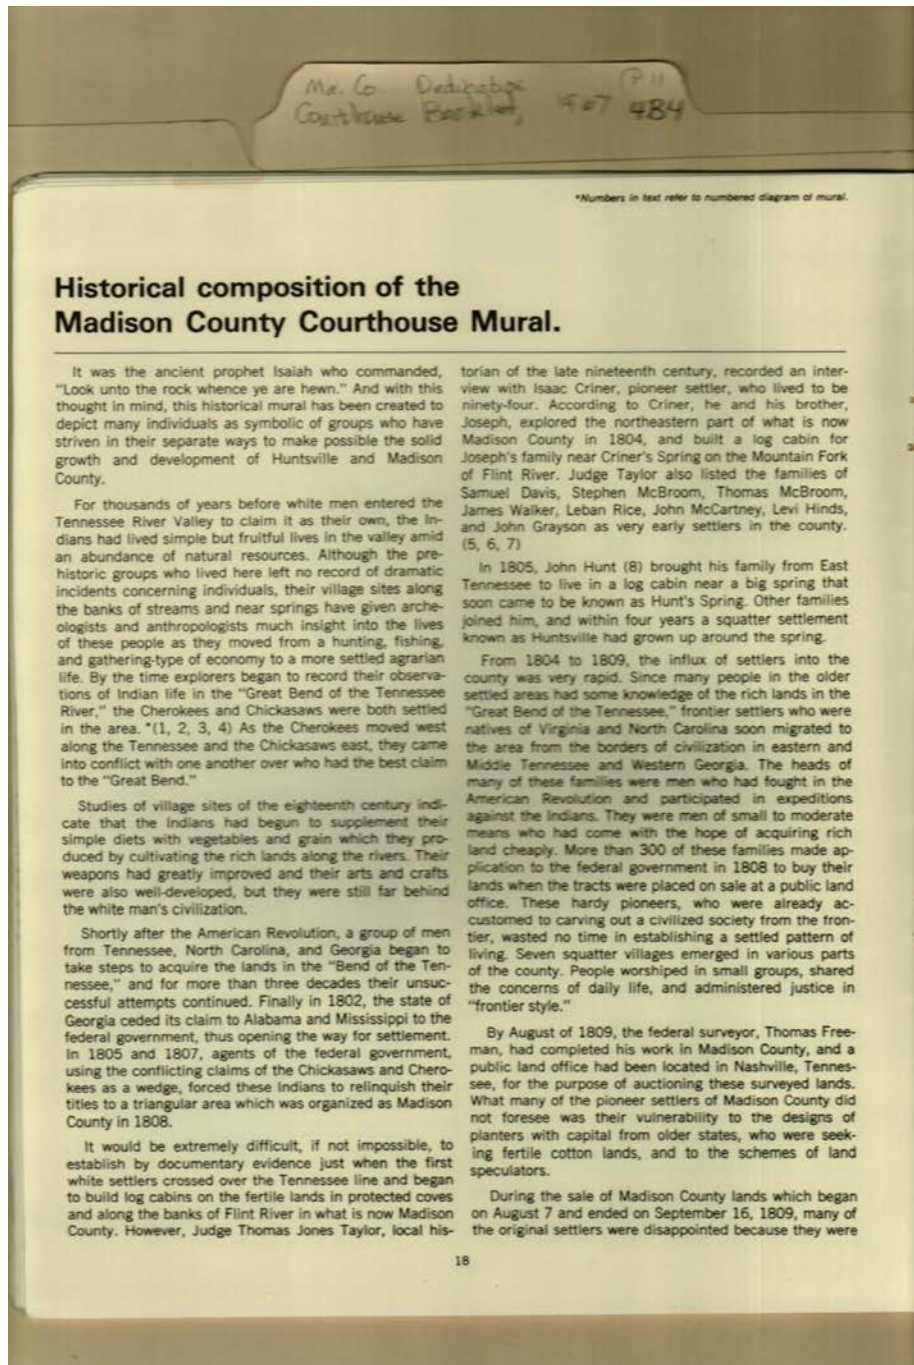 Ma. Co. Dedication
Courthouse Booklet, 1967
P 11
484
*Numbers in text refer to numbered diagram of mural.
Historical composition of the
Madison County Courthouse Mural.
It was the ancient prophet Isaiah who commanded,
"Look unto the rock whence ye are hewn." And with this
thought in mind, this historical mural has been created to
depict many individuals as symbolic of groups who have
striven in their separate ways to make possible the solid
growth and development of Huntsville and Madison
County.
For thousands of years before white men entered the
Tennessee River Valley to claim it as their own, the In-
dians had lived simple but fruitful lives in the valley amid
an abundance of natural resources. Although the pre-
historic groups who lived here left no record of dramatic
incidents concerning individuals, their village sites along
the banks of streams and near springs have given arche-
ologists and anthropologists much insight into the lives
of these people as they moved from a hunting, fishing,
and gathering-type of economy to a more settled agrarian
life. By the time explorers began to record their observa-
tions of Indian life in the "Great Bend of the Tennessee
River," the Cherokees and Chickasaws were both settled
in the area. *(1, 2, 3, 4) As the Cherokees moved west
along the Tennessee and the Chickasaws east, they came
into conflict with one another over who had the best claim
to the "Great Bend."
Studies of village sites of the eighteenth century indi-
cate that the Indians had begun to supplement their
simple diets with vegetables and grain which they pro-
duced by cultivating the rich lands along the rivers. Their
weapons had greatly improved and their arts and crafts
were also well-developed, but they were still far behind
the white man's civilization.
Shortly after the American Revolution, a group of men
from Tennessee, North Carolina, and Georgia began to
take steps to acquire the lands in the "Bend of the Ten-
nessee," and for more than three decades their unsuc-
cessful attempts continued. Finally in 1802, the state of
Georgia ceded its claim to Alabama and Mississippi to the
federal government, thus opening the way for settlement.
In 1805 and 1807, agents of the federal government,
using the conflicting claims of the Chickasaws and Chero-
kees as a wedge, forced these Indians to relinquish their
titles to a triangular area which was organized as Madison
County in 1808.
It would be extremely difficult, if not impossible, to
establish by documentary evidence just when the first
white settlers crossed over the Tennessee line and began
to build log cabins on the fertile lands in protected coves
and along the banks of Flint River in what is now Madison
County. However, Judge Thomas Jones Taylor, local his-
torian of the late nineteenth century, recorded an inter-
view with Isaac Criner, pioneer settler, who lived to be
ninety-four. According to Criner, he and his brother,
Joseph, explored the northeastern part of what is now
Madison County in 1804, and built a log cabin for
Joseph's family near Criner's Spring on the Mountain Fork
of Flint River. Judge Taylor also listed the families of
Samuel Davis, Stephen McBroom, Thomas McBroom,
James Walker, Leban Rice, John McCartney, Levi Hinds,
and John Grayson as very early settlers in the county.
(5, 6, 7)
In 1805, John Hunt (8) brought his family from East
Tennessee to live in a log cabin near a big spring that
soon came to be known as Hunt's Spring. Other families
joined him, and within four years a squatter settlement
known as Huntsville had grown up around the spring.
From 1804 to 1809, the influx of settlers into the
county was very rapid. Since many people in the older
settled areas had some knowledge of the rich lands in the
"Great Bend of the Tennessee," frontier settlers who were
natives of Virginia and North Carolina soon migrated to
the area from the borders of civilization in eastern and
Middle Tennessee and Western Georgia. The heads of
many of these families were men who had fought in the
American Revolution and participated in expeditions
against the Indians. They were men of small to moderate
means who had come with the hope of acquiring rich
land cheaply. More than 300 of these families made ap-
plication to the federal government in 1808 to buy their
lands when the tracts were placed on sale at a public land
office. These hardy pioneers, who were already ac-
customed to carving out a civilized society from the fron-
tier, wasted no time in establishing a settled pattern of
living. Seven squatter villages emerged in various parts
of the county. People worshiped in small groups, shared
the concerns of daily life, and administered justice in
"frontier style."
By August of 1809, the federal surveyor, Thomas Free-
man, had completed his work in Madison County, and a
public land office had been located in Nashville, Tennes-
see, for the purpose of auctioning these surveyed lands.
What many of the pioneer settlers of Madison County did
not foresee was their vulnerability to the designs of
planters with capital from older states, who were seek-
ing fertile cotton lands, and to the schemes of land
speculators.
During the sale of Madison County lands which began
on August 7 and ended on September 16, 1809, many of
the original settlers were disappointed because they were
18